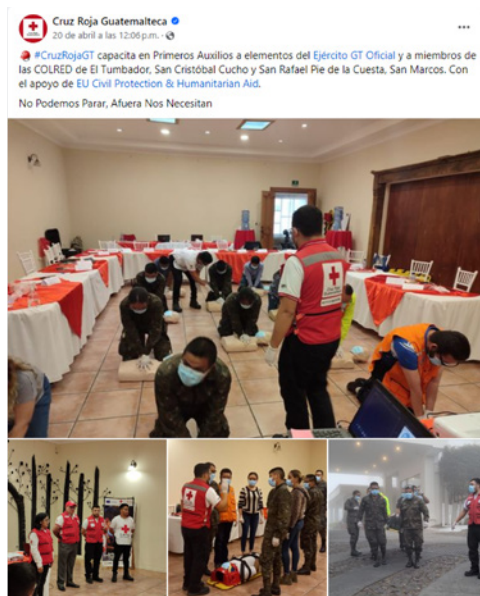 Cruz Roja Guatemalteca
20 de abril a las 12:06 p.m. ·
#CruzRojaGT capacita en Primeros Auxilios a elementos del Ejército GT Oficial y a miembros de
las COLRED de El Tumbador, San Cristóbal Cucho y San Rafael Pie de la Cuesta, San Marcos. Con
el apoyo de EU Civil Protection & Humanitarian Aid.
No Podemos Parar, Afuera Nos Necesitan